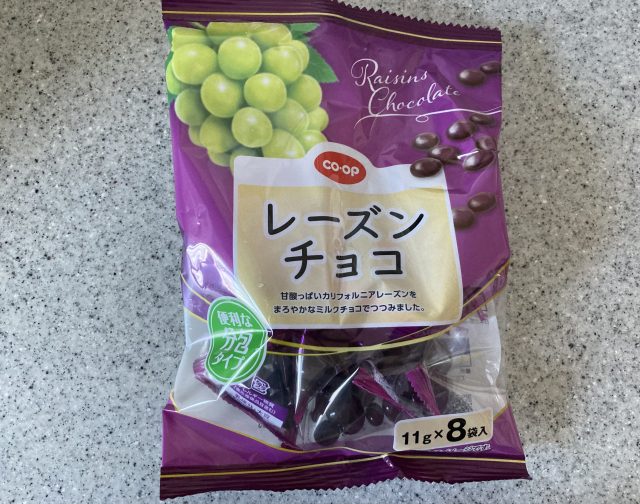 Raisins
Chocolate
CO·OP
レーズン
チョコ
甘酸っぱいカリフォルニアレーズンを
まろやかなミルクチョコでつつみました。
便利な
小包
タイプ
11g×8袋入